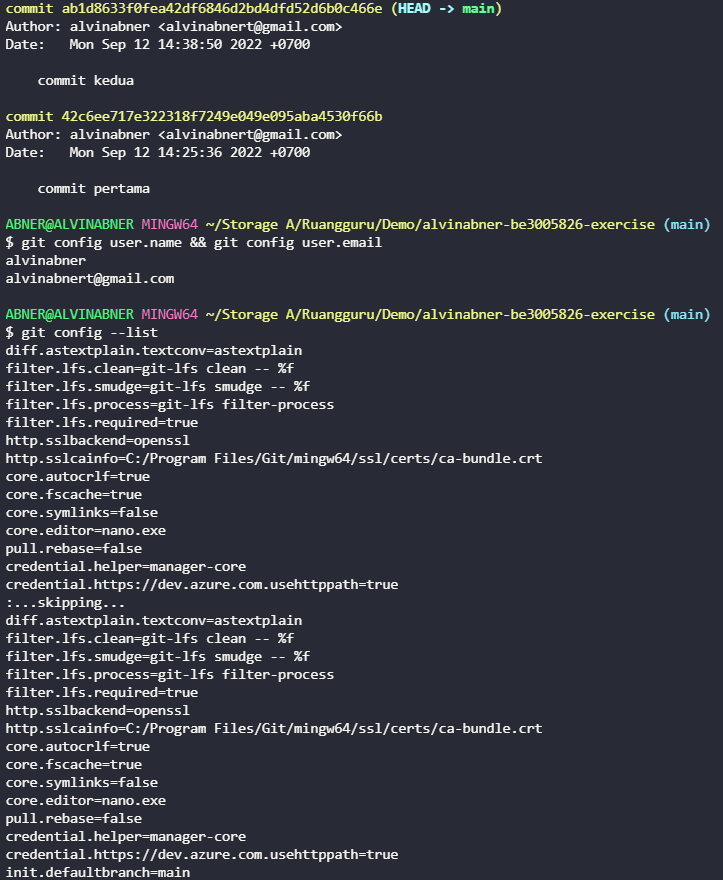 commit ab1d8633f0fea42df6846d2bd4dfd52d6b0c466e (HEAD -> main)
Author: alvinabner <alvinabnert@gmail.com>
Date:   Mon Sep 12 14:38:50 2022 +0700

    commit kedua

commit 42c6ee717e322318f7249e049e095aba4530f66b
Author: alvinabner <alvinabnert@gmail.com>
Date:   Mon Sep 12 14:25:36 2022 +0700

    commit pertama

ABNER@ALVINABNER MINGW64 ~/Storage A/Ruangguru/Demo/alvinabner-be3005826-exercise (main)
$ git config user.name && git config user.email
alvinabner
alvinabnert@gmail.com

ABNER@ALVINABNER MINGW64 ~/Storage A/Ruangguru/Demo/alvinabner-be3005826-exercise (main)
$ git config --list
diff.astextplain.textconv=astextplain
filter.lfs.clean=git-lfs clean -- %f
filter.lfs.smudge=git-lfs smudge -- %f
filter.lfs.process=git-lfs filter-process
filter.lfs.required=true
http.sslbackend=openssl
http.sslcainfo=C:/Program Files/Git/mingw64/ssl/certs/ca-bundle.crt
core.autocrlf=true
core.fscache=true
core.symlinks=false
core.editor=nano.exe
pull.rebase=false
credential.helper=manager-core
credential.https://dev.azure.com.usehttppath=true
:...skipping...
diff.astextplain.textconv=astextplain
filter.lfs.clean=git-lfs clean -- %f
filter.lfs.smudge=git-lfs smudge -- %f
filter.lfs.process=git-lfs filter-process
filter.lfs.required=true
http.sslbackend=openssl
http.sslcainfo=C:/Program Files/Git/mingw64/ssl/certs/ca-bundle.crt
core.autocrlf=true
core.fscache=true
core.symlinks=false
core.editor=nano.exe
pull.rebase=false
credential.helper=manager-core
credential.https://dev.azure.com.usehttppath=true
init.defaultbranch=main